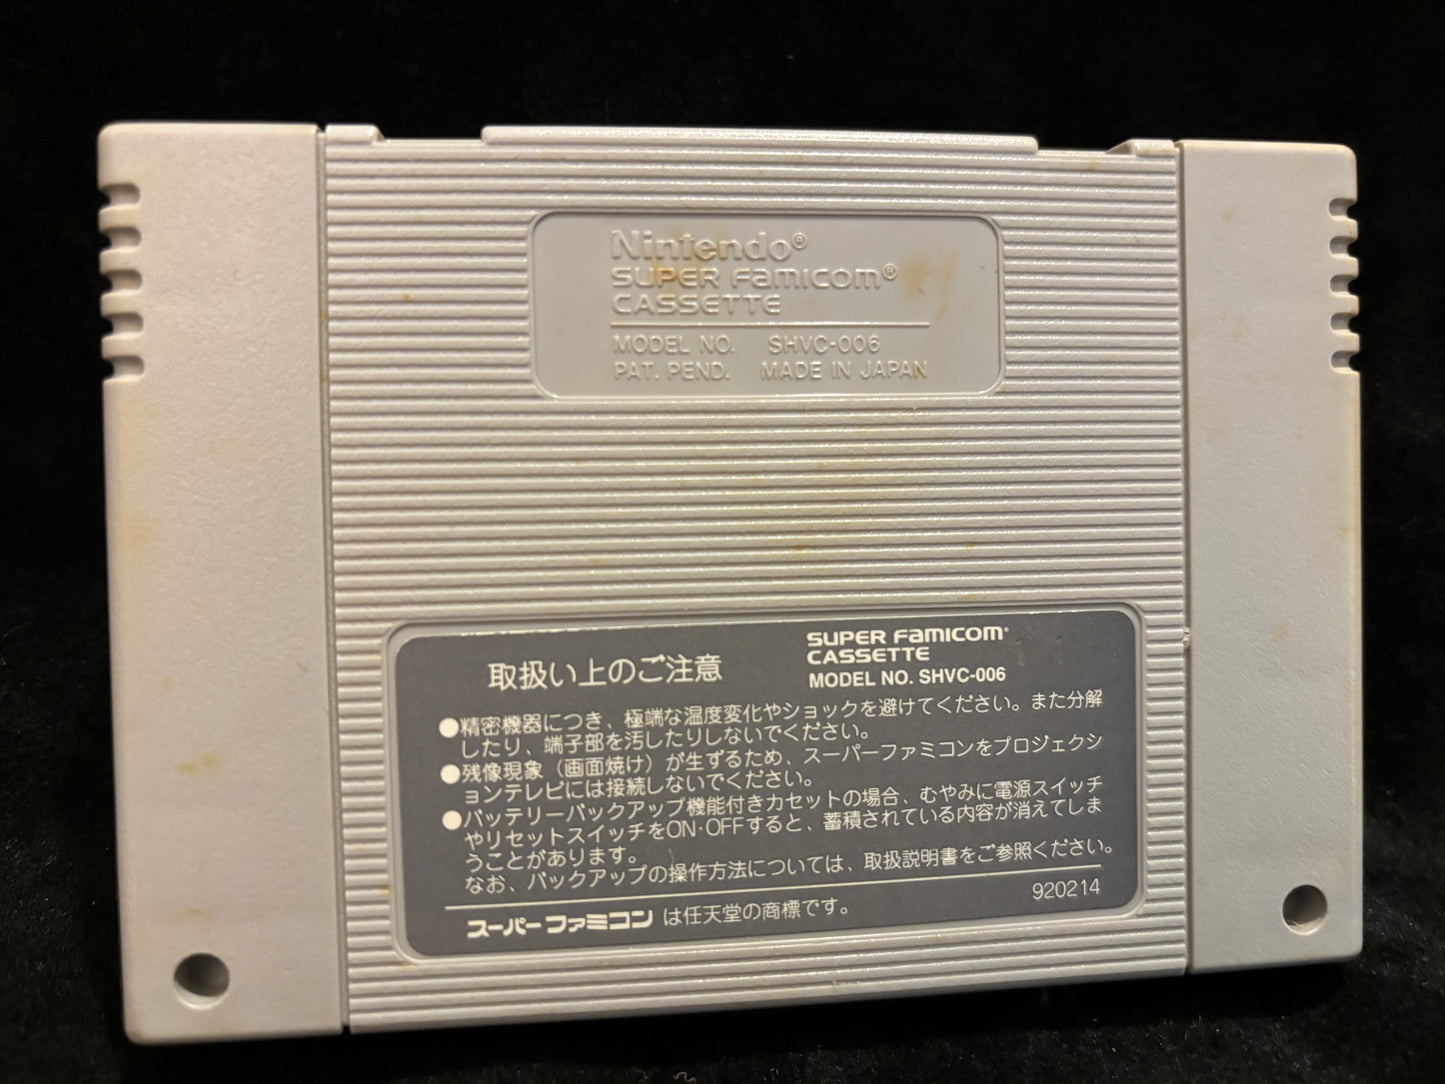 Nintendo®
SUPER FAMICOM®
CASSETTE
MODEL NO. SHVC-006
PAT. PEND. MADE IN JAPAN
取扱い上のご注意
SUPER FAMICOM®
CASSETTE
MODEL NO. SHVC-006
●精密機器につき、極端な温度変化やショックを避けてください。また分解
したり、端子部を汚したりしないでください。
●残像現象（画面焼け）が生ずるため、スーパーファミコンをプロジェクシ
ョンテレビには接続しないでください。
●バッテリーバックアップ機能付きカセットの場合、むやみに電源スイッチ
やリセットスイッチをON・OFFすると、蓄積されている内容が消えてしま
うことがあります。
なお、バックアップの操作方法については、取扱説明書をご参照ください。
920214
スーパーファミコン は任天堂の商標です。